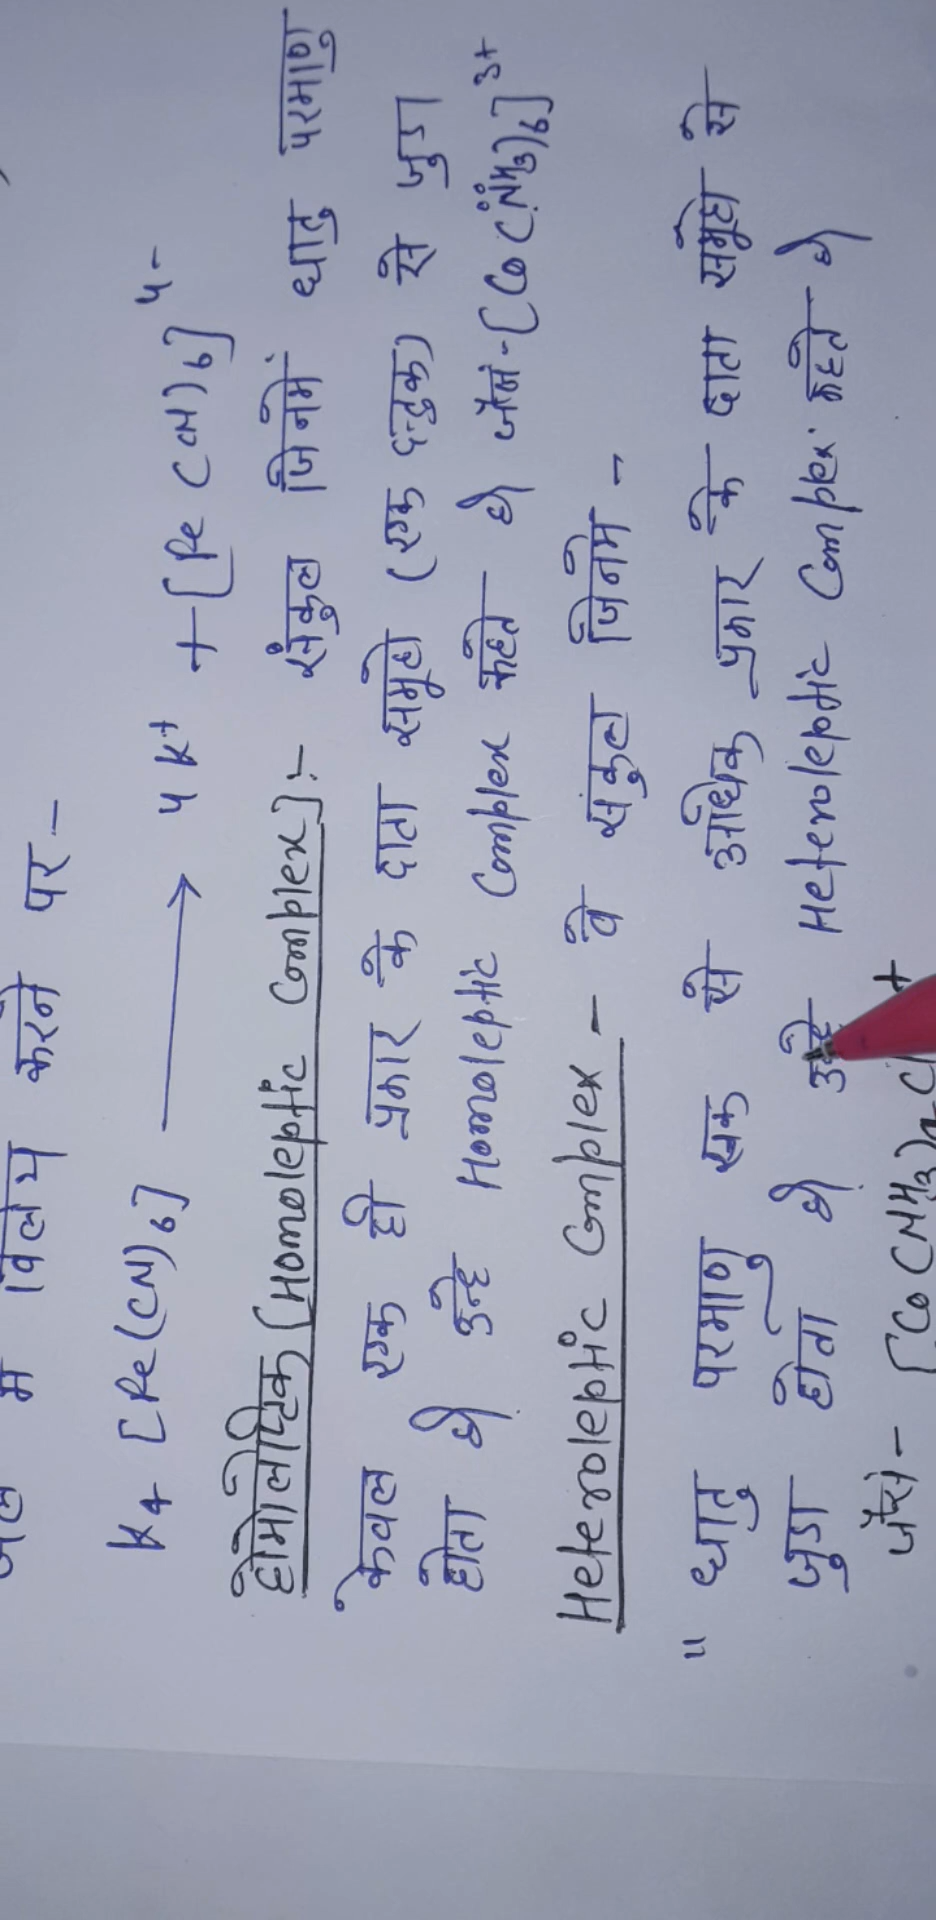 में विलय करने पर -
K4 [Fe(CN)6] ⟶ 4K+ + [Fe(CN)6]4-
होमोलेप्टिक [Homoleptic Complex]:- संकुल जिनमें धातु परमाणु
केवल एक ही प्रकार के दाता समूह (एक दन्तुक) से जुडा
होता है उन्हे Homoleptic Complex कहते है जैसे-[Co(NH3)6]3+
Heteroleptic Complex - वे संकुल जिनमे -
" धातु परमाणु एक से अधिक प्रकार के दाता समूह से
जुडा होता है उन्हे Heteroleptic Complex कहते है
जैसे- [Co(NH3)4Cl +